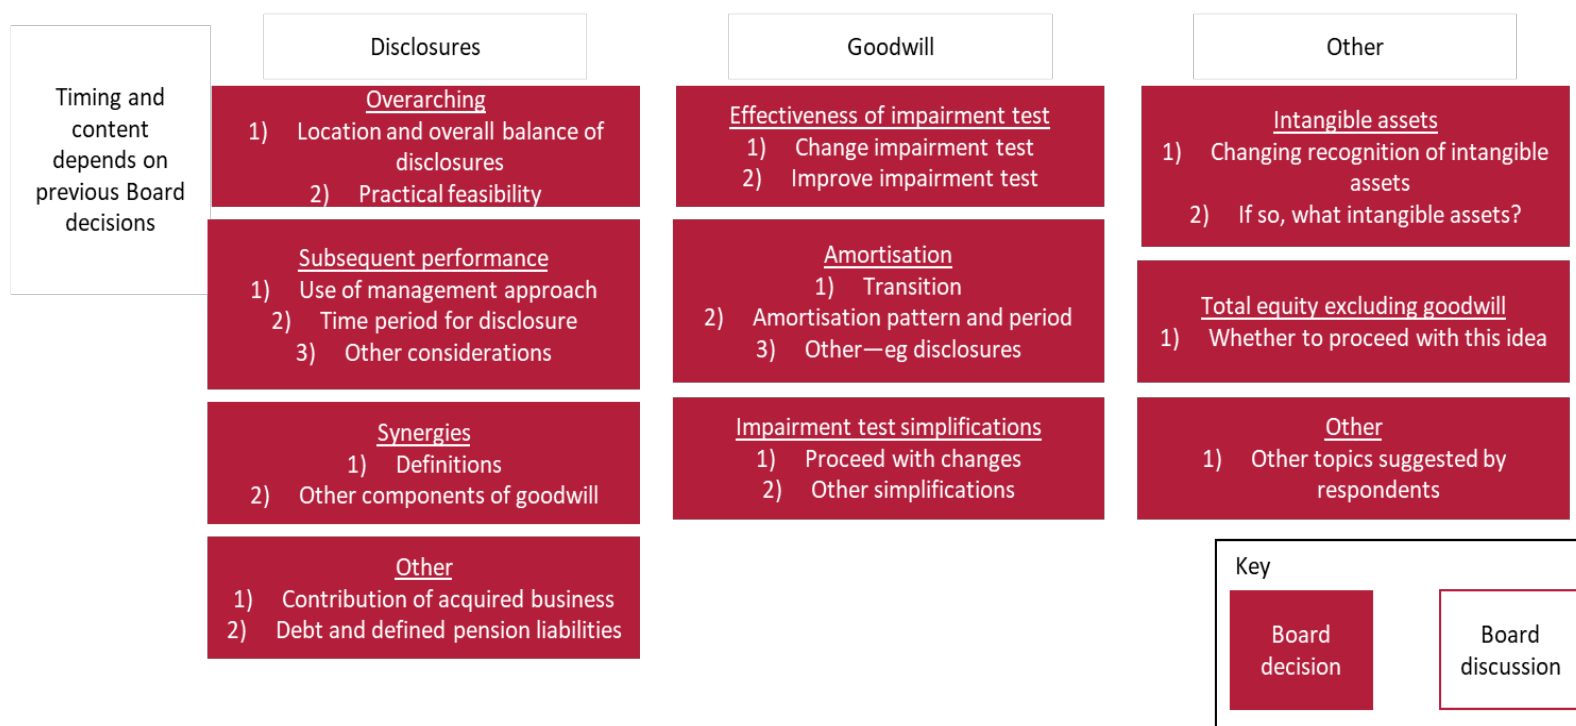 Timing and
content
depends on
previous Board
decisions
Disclosures
Overarching
1) Location and overall balance of
disclosures
2) Practical feasibility
Subsequent performance
1) Use of management approach
2) Time period for disclosure
3) Other considerations
Synergies
1) Definitions
2) Other components of goodwill
Other
1) Contribution of acquired business
2) Debt and defined pension liabilities
Goodwill
Effectiveness of impairment test
1) Change impairment test
2) Improve impairment test
Amortisation
1) Transition
2) Amortisation pattern and period
3) Other—eg disclosures
Impairment test simplifications
1) Proceed with changes
2) Other simplifications
Other
Intangible assets
1) Changing recognition of intangible
assets
2) If so, what intangible assets?
Total equity excluding goodwill
1) Whether to proceed with this idea
Other
1) Other topics suggested by
respondents
Key
Board
decision
Board
discussion